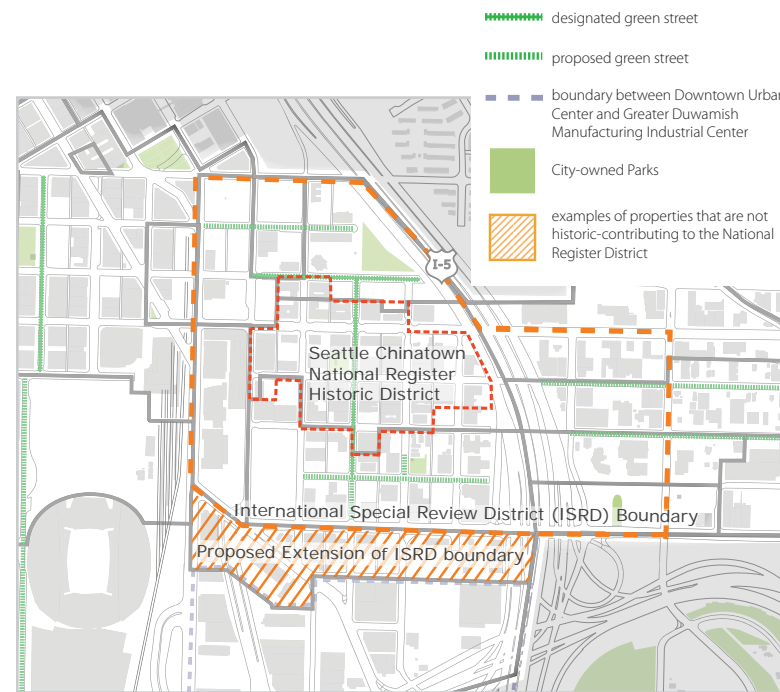 designated green street
proposed green street
boundary between Downtown Urban
Center and Greater Duwamish
Manufacturing Industrial Center
City-owned Parks
examples of properties that are not
historic-contributing to the National
Register District
I-5
Seattle Chinatown
National Register
Historic District
International Special Review District (ISRD) Boundary
Proposed Extension of ISRD boundary